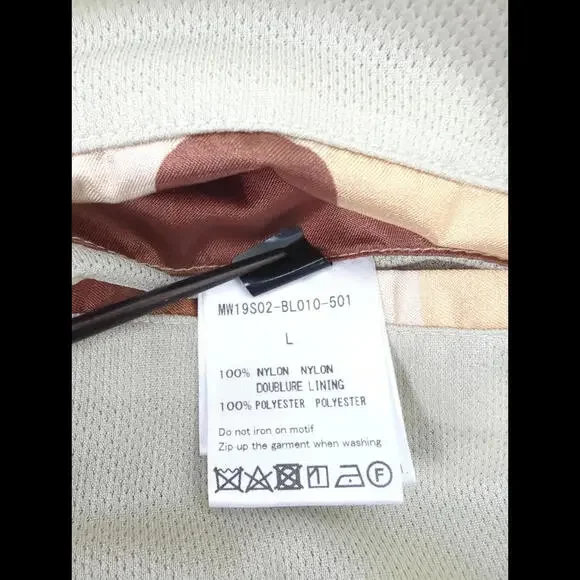 MW19S02-BL010-501
L
100% NYLON NYLON
DOUBLURE LINING
100% POLYESTER POLYESTER
Do not iron on motif
Zip up the garment when washing
1 F